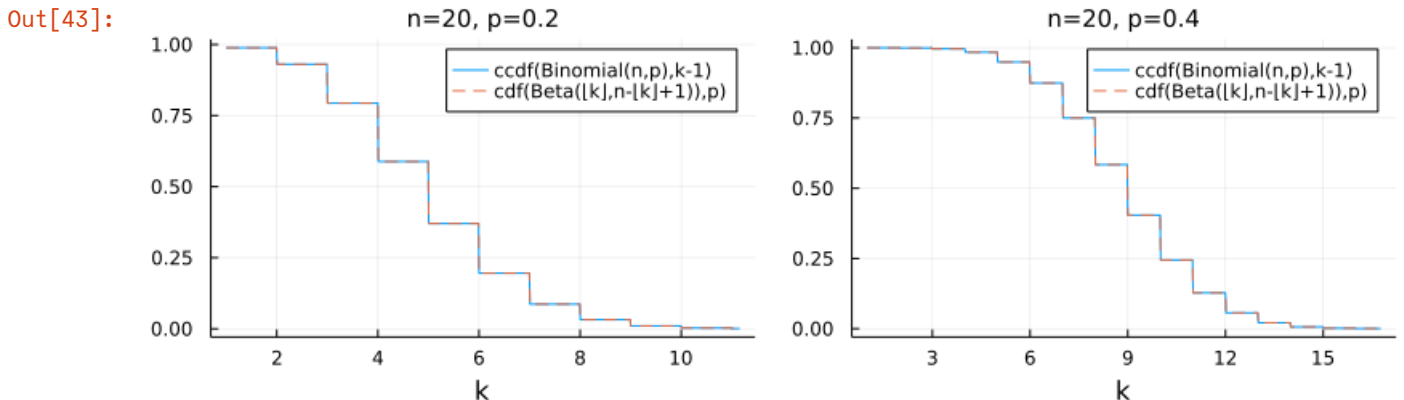 Out[43]:
n=20, p=0.2
1.00
0.75
0.50
0.25
0.00
ccdf(Binomial(n,p),k-1)
cdf(Beta(⌊k⌋,n-⌊k⌋+1)),p)
2 4 6 8 10
k
n=20, p=0.4
1.00
0.75
0.50
0.25
0.00
ccdf(Binomial(n,p),k-1)
cdf(Beta(⌊k⌋,n-⌊k⌋+1)),p)
3 6 9 12 15
k